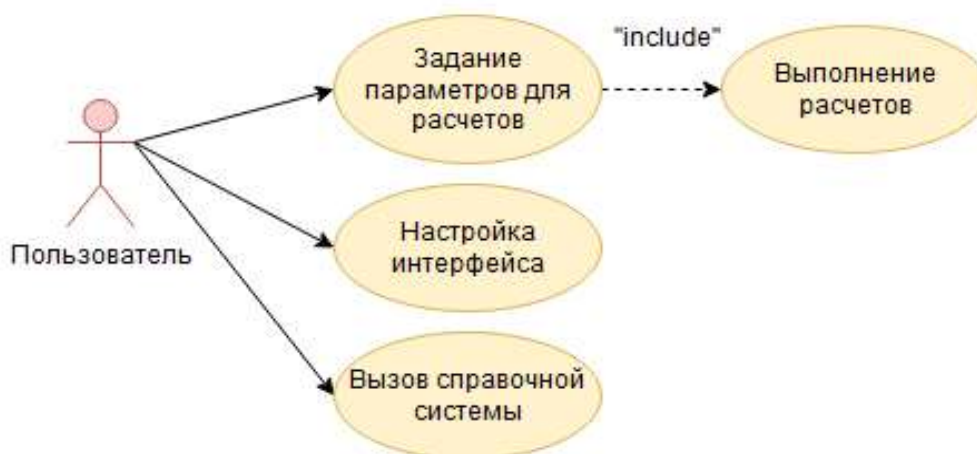 Задание
параметров для
расчетов
"include"
Выполнение
расчетов
Пользователь
Настройка
интерфейса
Вызов справочной
системы